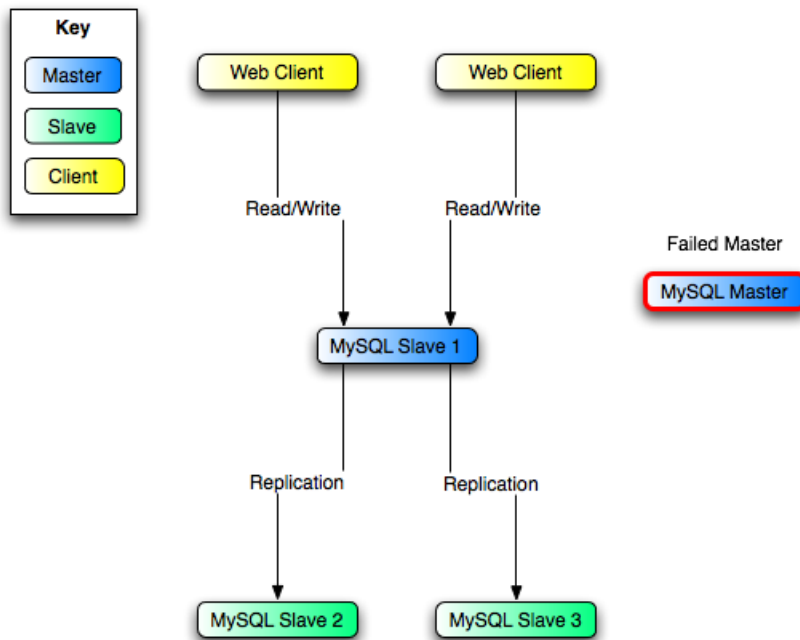 Key
Master
Slave
Client
Web Client
Web Client
Read/Write
Read/Write
Failed Master
MySQL Master
MySQL Slave 1
Replication
Replication
MySQL Slave 2
MySQL Slave 3